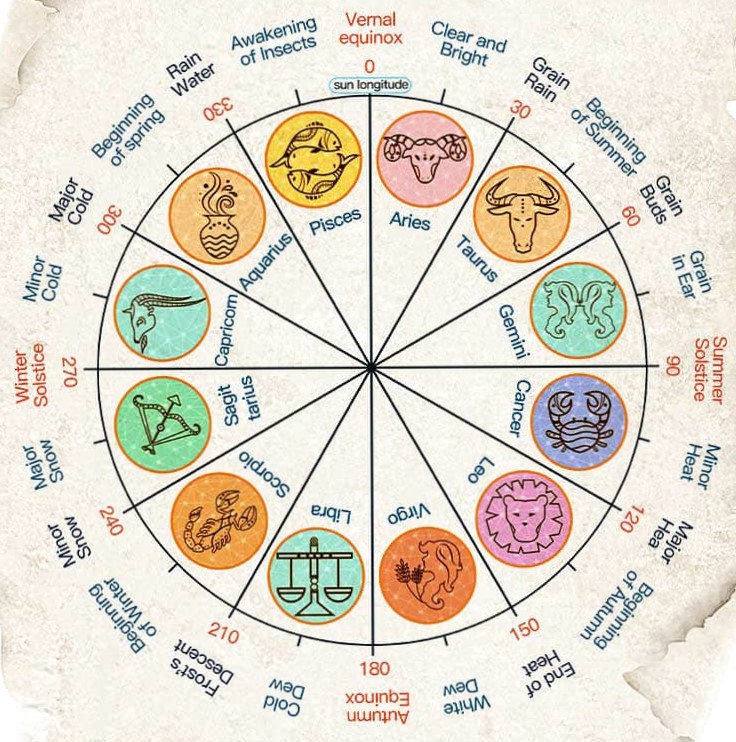 Vernal
equinox
0
sun longitude
Clear and
Bright
Grain
Rain
30
Beginning
of Summer
Grain
Buds
60
Grain
in Ear
Summer
Solstice
90
Minor
Heat
120
Major
Hea
Beginning
of Autumn
End of
Heat
150
White
Dew
Autumn
Equinox
180
Cold
Dew
Frost's
Descent
210
Beginning
of Winter
Minor
Snow
240
Major
Snow
Winter
Solstice
270
Minor
Cold
Major
Cold
300
Beginning
of spring
Rain
Water
330
Awakening
of Insects
Aries
Taurus
Gemini
Cancer
Leo
Virgo
Libra
Scorpio
Sagit
tarius
Capricorn
Aquarius
Pisces